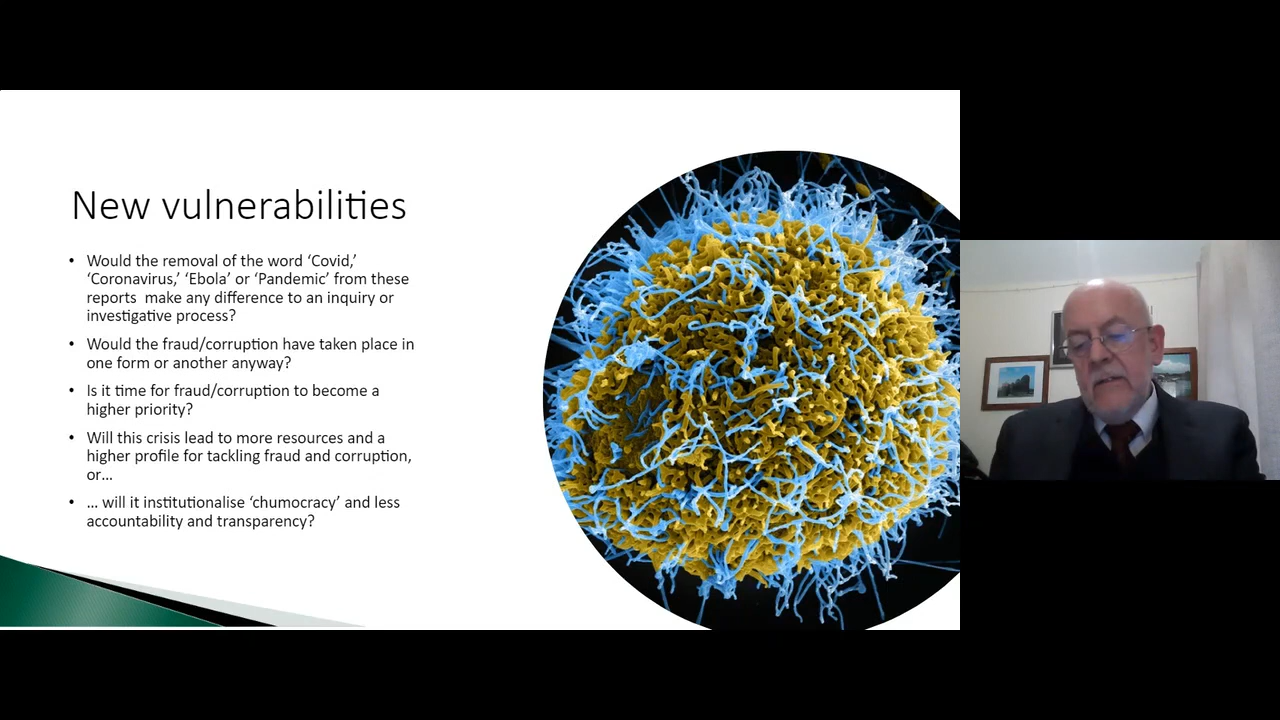 New vulnerabilities
• Would the removal of the word ‘Covid,’
‘Coronavirus,’ ‘Ebola’ or ‘Pandemic’ from these
reports  make any difference to an inquiry or
investigative process?
• Would the fraud/corruption have taken place in
one form or another anyway?
• Is it time for fraud/corruption to become a
higher priority?
• Will this crisis lead to more resources and a
higher profile for tackling fraud and corruption,
or…
• … will it institutionalise ‘chumocracy’ and less
accountability and transparency?